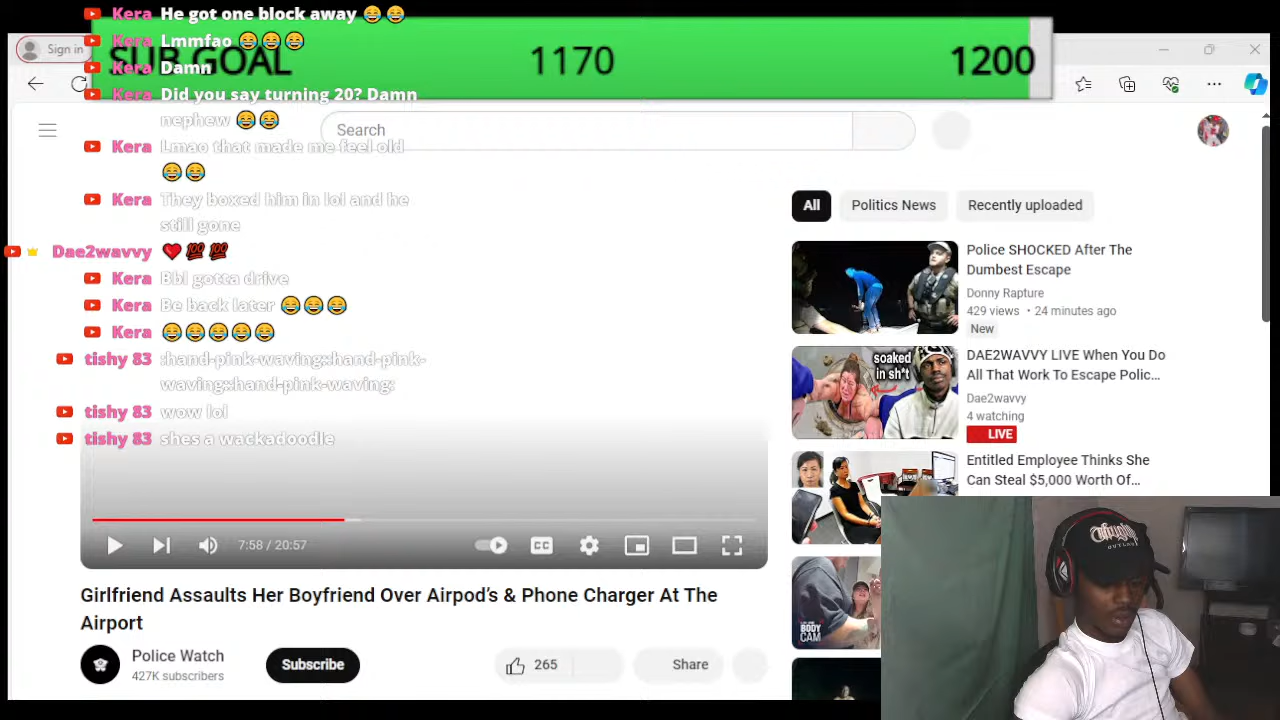 Kera He got one block away 😂 😂
Kera Lmmfao 😂 😂 😂
Kera Damn
Kera Did you say turning 20? Damn
nephew 😂 😂
Kera Lmao that made me feel old
😂 😂
Kera They boxed him in lol and he
still gone
Dae2wavvy ❤️ 💯 💯
Kera Bbl gotta drive
Kera Be back later 😂 😂 😂
Kera 😂 😂 😂 😂 😂
tishy 83 :hand-pink-waving::hand-pink-
waving::hand-pink-waving:
tishy 83 wow lol
tishy 83 shes a wackadoodle
SUB GOAL 1170 1200
Sign in
Search
All Politics News Recently uploaded
Police SHOCKED After The
Dumbest Escape
Donny Rapture
429 views • 24 minutes ago
New
soaked
in sh*t
DAE2WAVVY LIVE When You Do
All That Work To Escape Polic...
Dae2wavvy
4 watching
LIVE
Entitled Employee Thinks She
Can Steal $5,000 Worth Of...
BODY
CAM
7:58 / 20:57
CC
Girlfriend Assaults Her Boyfriend Over Airpod's & Phone Charger At The
Airport
Police Watch
427K subscribers
Subscribe
265
Share